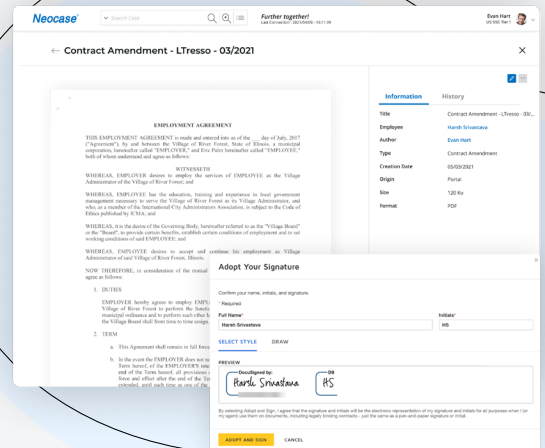 Neocase
Search Case
Further together!
Last Connection : 2021/04/09 - 15:11:09
Evan Hart
US SSC Tier 1
← Contract Amendment - LTresso - 03/2021
Information History
Title Contract Amendment - LTresso - 03/...
Employee Harsh Srivastava
Author Evan Hart
Type Contract Amendment
Creation Date 05/03/2021
Origin Portal
Size 120 Ko
Format PDF
EMPLOYMENT AGREEMENT
THIS EMPLOYMENT AGREEMENT is made and entered into as of the ___ day of July, 2017
("Agreement"), by and between the Village of River Forest, State of Illinois, a municipal
corporation, hereinafter called "EMPLOYER," and Eric Palm hereinafter called "EMPLOYEE,"
both of whom understand and agree as follows:
WITNESSETH
WHEREAS, EMPLOYER desires to employ the services of EMPLOYEE as the Village
Administrator of the Village of River Forest; and
WHEREAS, EMPLOYEE has the education, training and experience in local government
management necessary to serve the Village of River Forest as its Village Administrator, and
who, as a member of the International City Administrators Association, is subject to the Code of
Ethics published by ICMA; and
WHEREAS, it is the desire of the Governing Body, hereinafter referred to as the "Village Board"
or the "Board", to provide certain benefits, establish certain conditions of employment and to set
working conditions of said EMPLOYEE; and
WHEREAS, EMPLOYEE desires to accept and continue his employment as Village
Administrator of said Village of River Forest, Illinois.
NOW THEREFORE, in consideration of the mutual
agree as follows:
1. DUTIES
EMPLOYER hereby agrees to employ
Village of River Forest to perform the
municipal ordinance and to perform such other
the Village Board shall from time to time assign.
2. TERM
a. This Agreement shall remain in full force
b. In the event the EMPLOYER does not
Term hereof, of the EMPLOYER'S
end of the Term hereof, all provisions
force and effect after the end of the
extended, until such time as one of the
Adopt Your Signature
Confirm your name, initials, and signature.
* Required
Full Name* Initials*
Harsh Srivastava HS
SELECT STYLE DRAW
PREVIEW
DocuSigned by: DS
Harsh Srivastava HS
By selecting Adopt and Sign, I agree that the signature and initials will be the electronic representation of my signature and initials for all purposes when I (or
my agent) use them on documents, including legally binding contracts - just the same as a pen-and-paper signature or initial.
ADOPT AND SIGN CANCEL